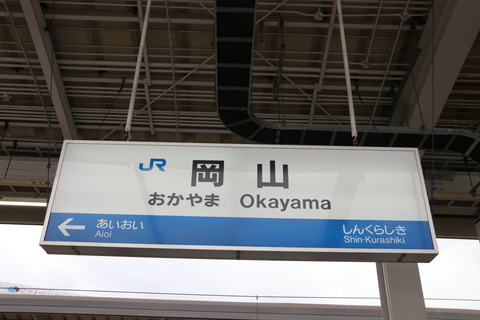 JR 岡山
おかやま Okayama
← あいおい しんくらしき
Aioi Shin-Kurashiki